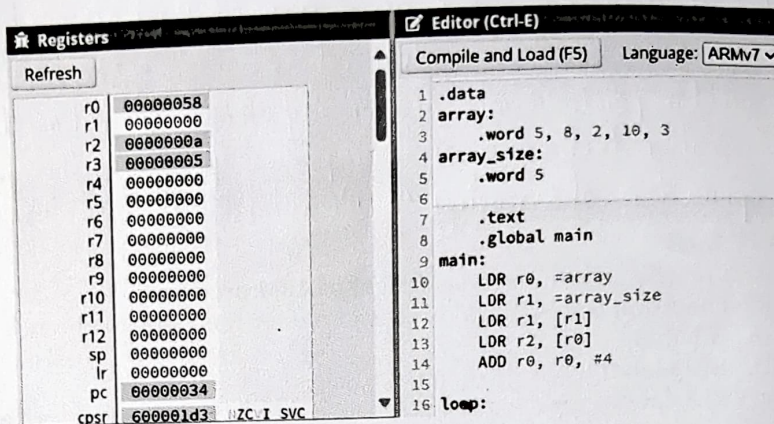 Registers
Refresh
r0 00000058
r1 00000000
r2 0000000a
r3 00000005
r4 00000000
r5 00000000
r6 00000000
r7 00000000
r8 00000000
r9 00000000
r10 00000000
r11 00000000
r12 00000000
sp 00000000
lr 00000000
pc 00000034
cpsr 600001d3 NZCVI SVC
Editor (Ctrl-E)
Compile and Load (F5) Language: ARMv7
1 .data
2 array:
3 .word 5, 8, 2, 10, 3
4 array_size:
5 .word 5
6
7 .text
8 .global main
9 main:
10 LDR r0, =array
11 LDR r1, =array_size
12 LDR r1, [r1]
13 LDR r2, [r0]
14 ADD r0, r0, #4
15
16 loop: